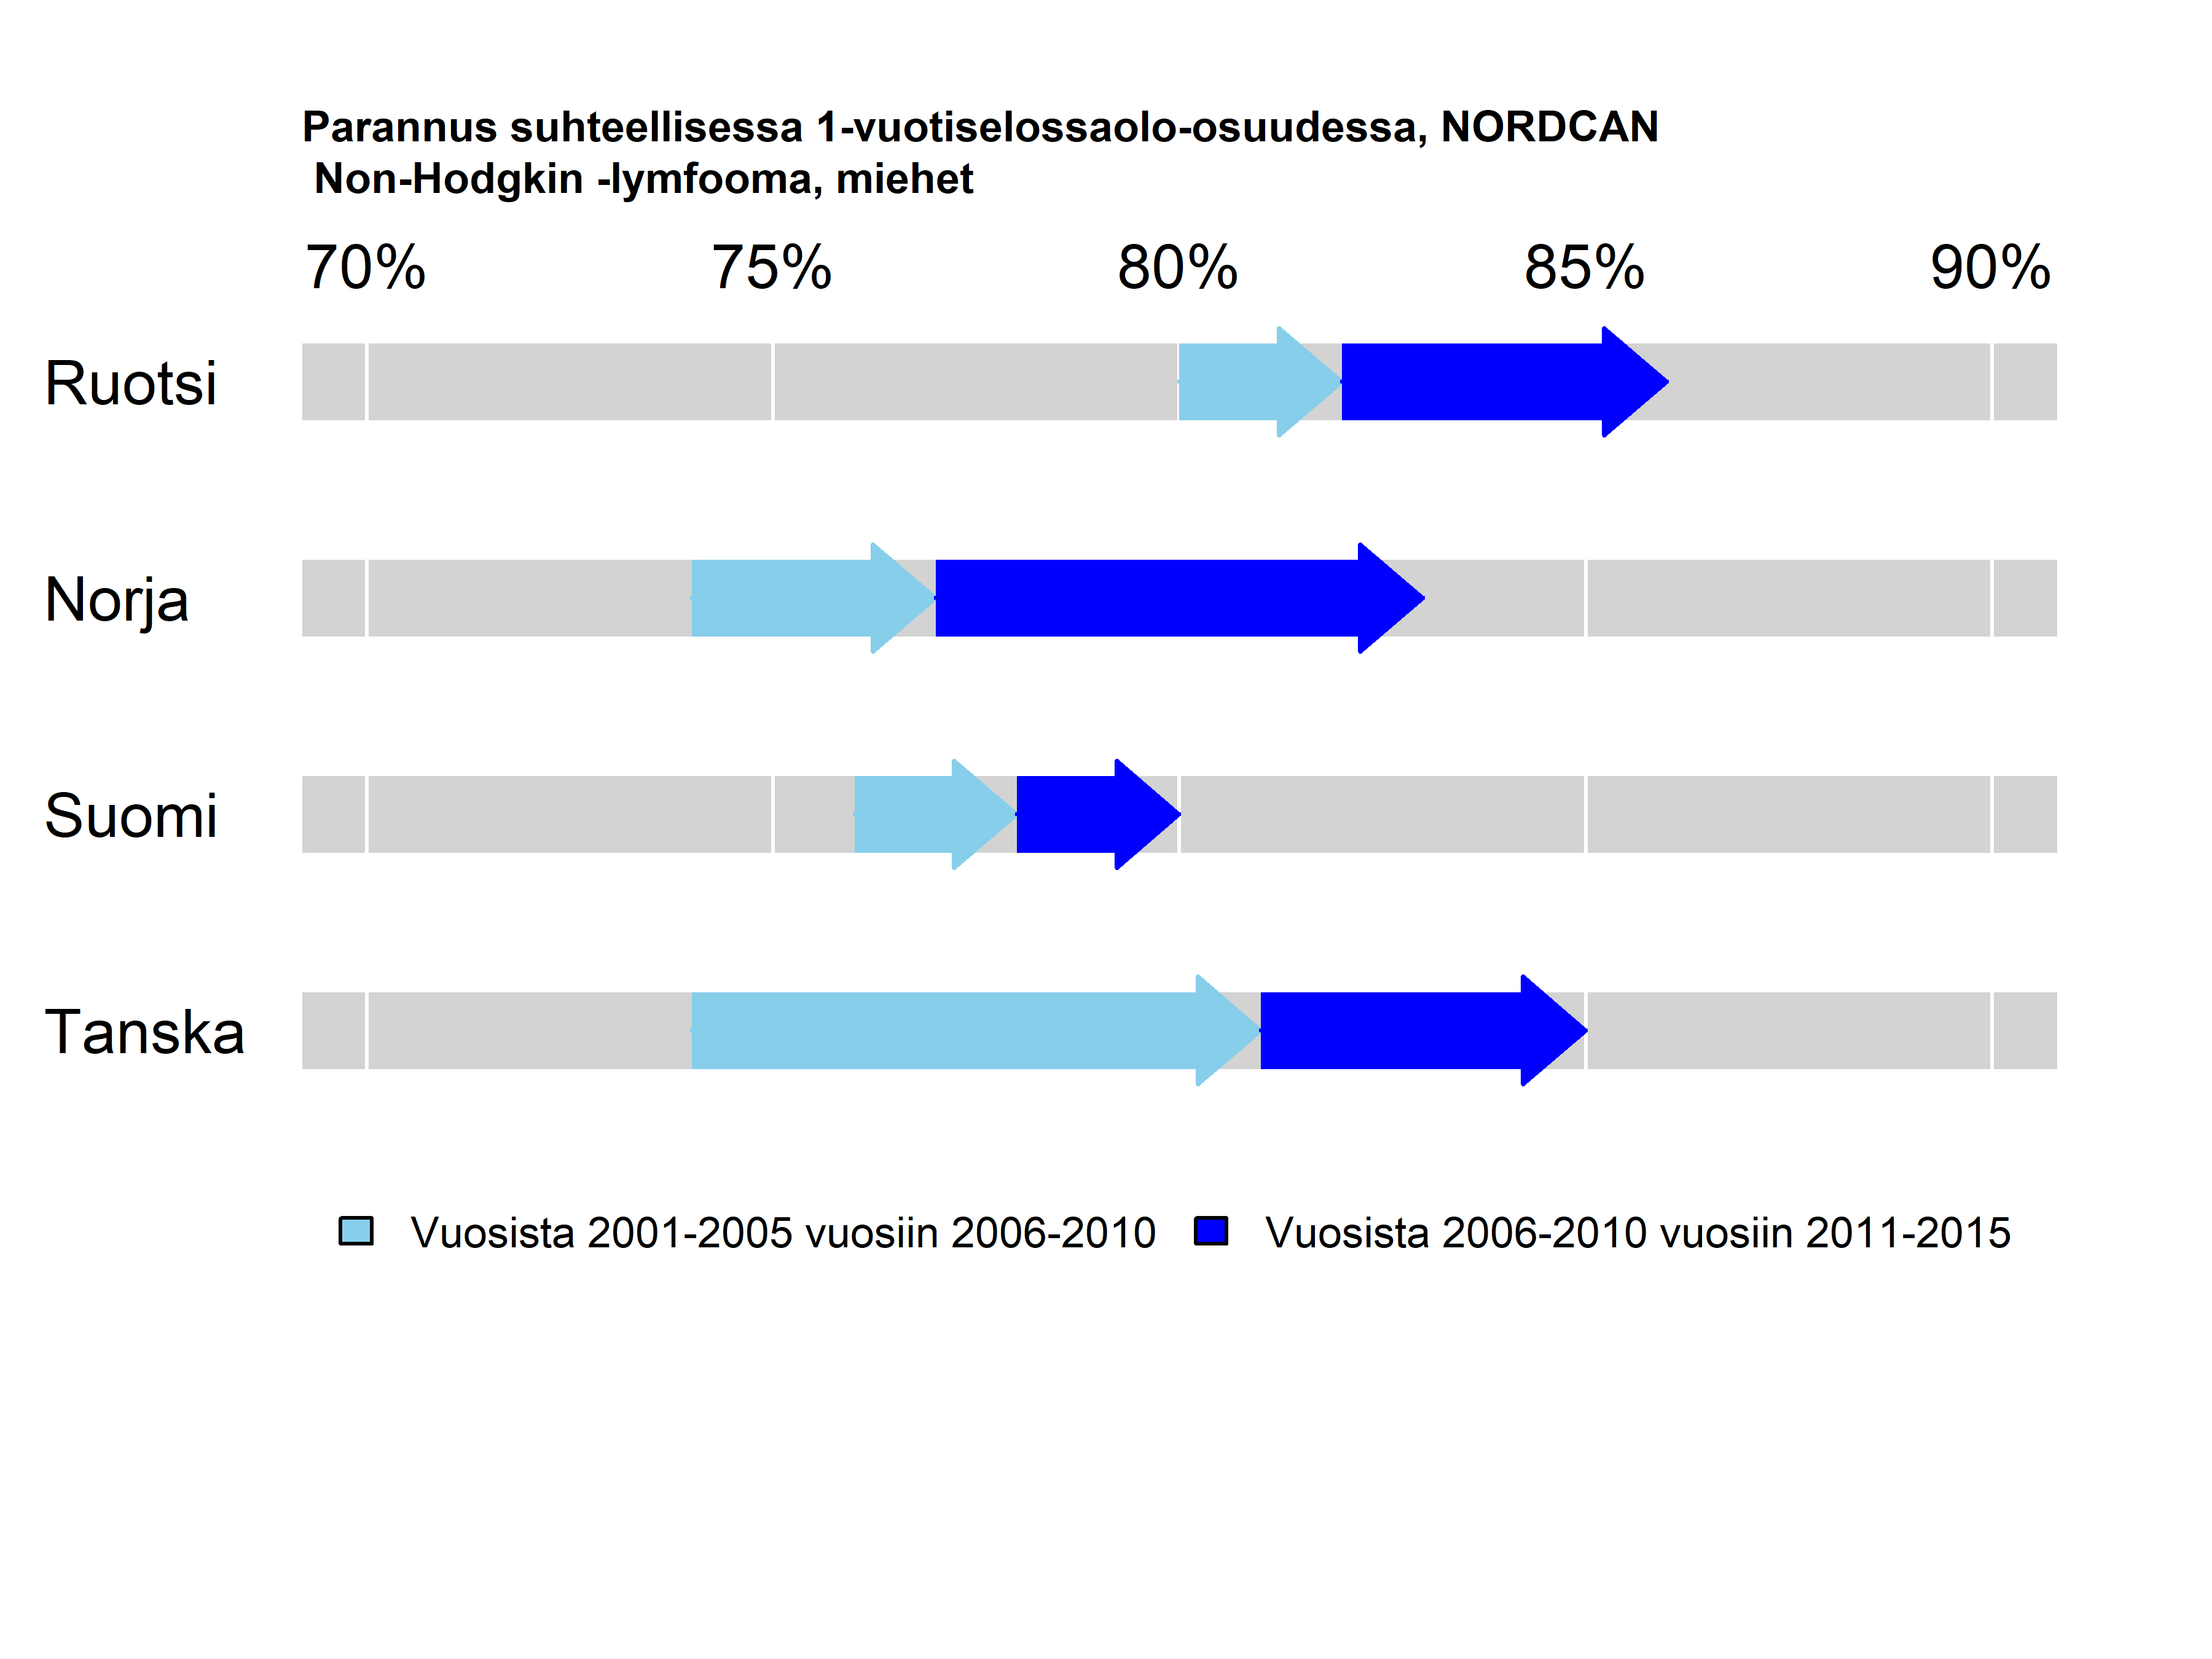 Parannus suhteellisessa 1-vuotiselossaolo-osuudessa, NORDCAN
Non-Hodgkin -lymfooma, miehet
70% 75% 80% 85% 90%
Ruotsi
Norja
Suomi
Tanska
Vuosista 2001-2005 vuosiin 2006-2010 Vuosista 2006-2010 vuosiin 2011-2015